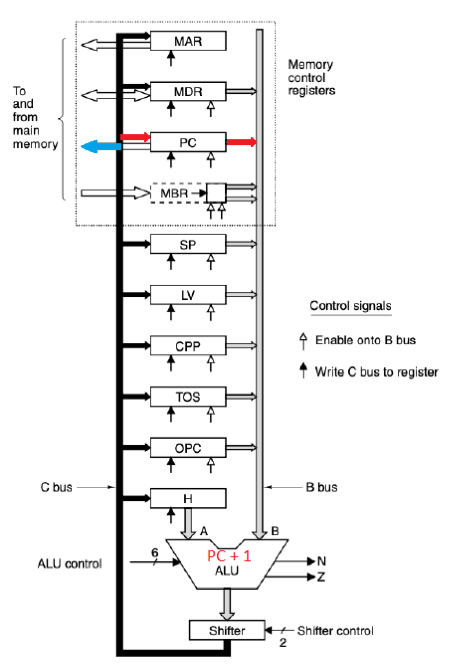 MAR
To
and
from
main
memory
MDR
Memory
control
registers
PC
MBR
SP
LV
Control signals
CPP
Enable onto B bus
TOS
Write C bus to register
OPC
C bus
B bus
H
A
B
ALU control
6
PC + 1
ALU
N
Z
Shifter
Shifter control
2